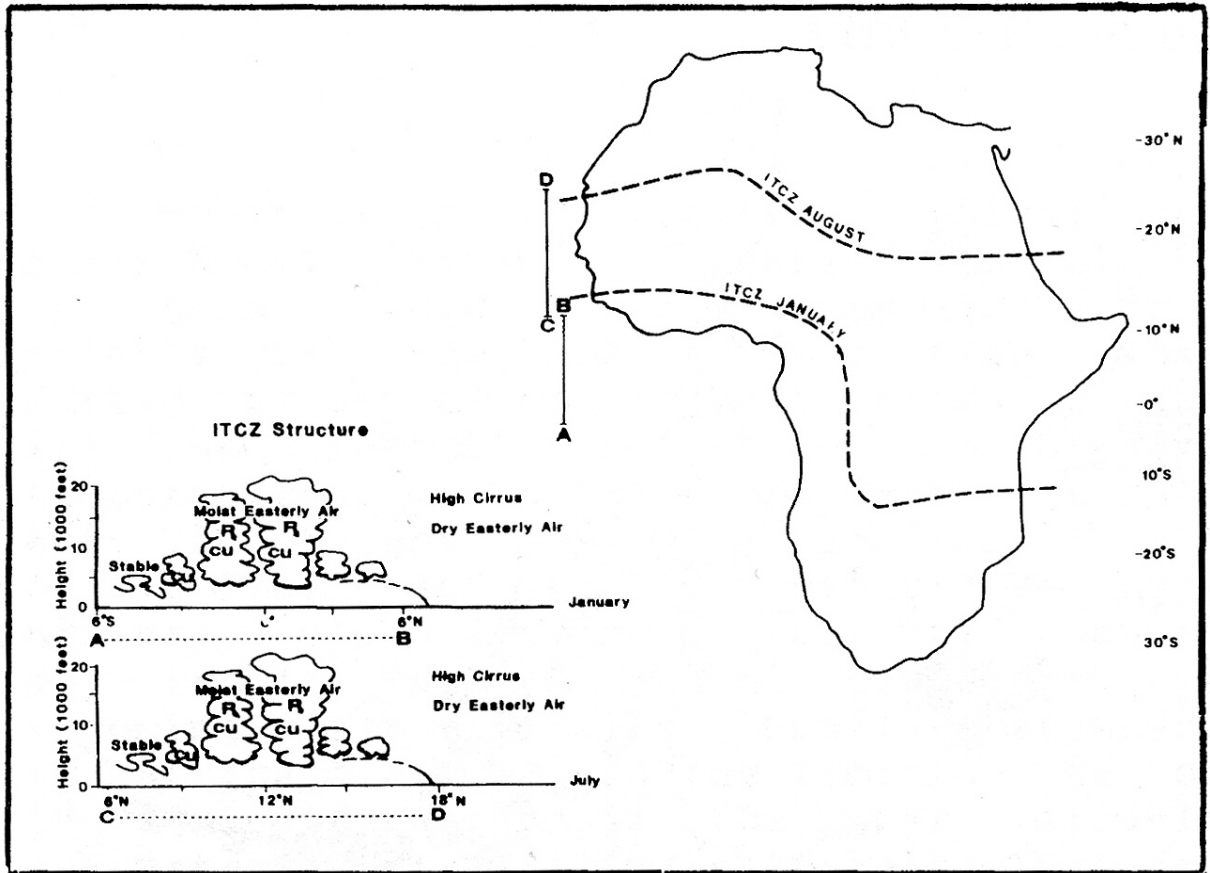 D
B
C
A
ITCZ AUGUST
ITCZ JANUARY
-30° N
-20° N
-10° N
-0°
10° S
-20° S
30° S
ITCZ Structure
Height (1000 feet)
20
10
0
Moist Easterly Air
R R
Cu Cu
Stable Cu
High Cirrus
Dry Easterly Air
January
6°S 6°N
A B
Height (1000 feet)
20
10
0
Moist Easterly Air
R R
Cu Cu
Stable Cu
High Cirrus
Dry Easterly Air
July
6°N 12°N 18°N
C D